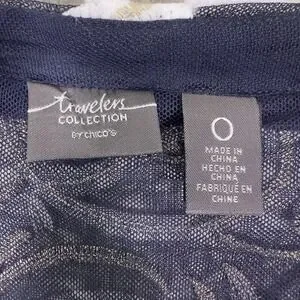 travelers
COLLECTION
BY CHICO'S
0
MADE IN
CHINA
HECHO EN
CHINA
FABRIQUÉ EN
CHINE